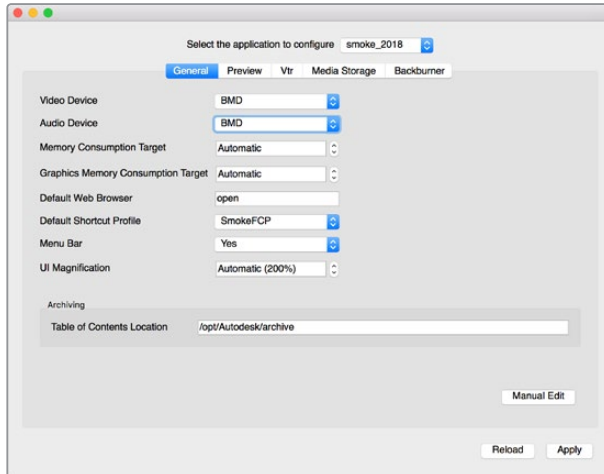 Select the application to configure smoke_2018
General Preview Vtr Media Storage Backburner
Video Device BMD
Audio Device BMD
Memory Consumption Target Automatic
Graphics Memory Consumption Target Automatic
Default Web Browser open
Default Shortcut Profile SmokeFCP
Menu Bar Yes
UI Magnification Automatic (200%)
Archiving
Table of Contents Location /opt/Autodesk/archive
Manual Edit
Reload Apply